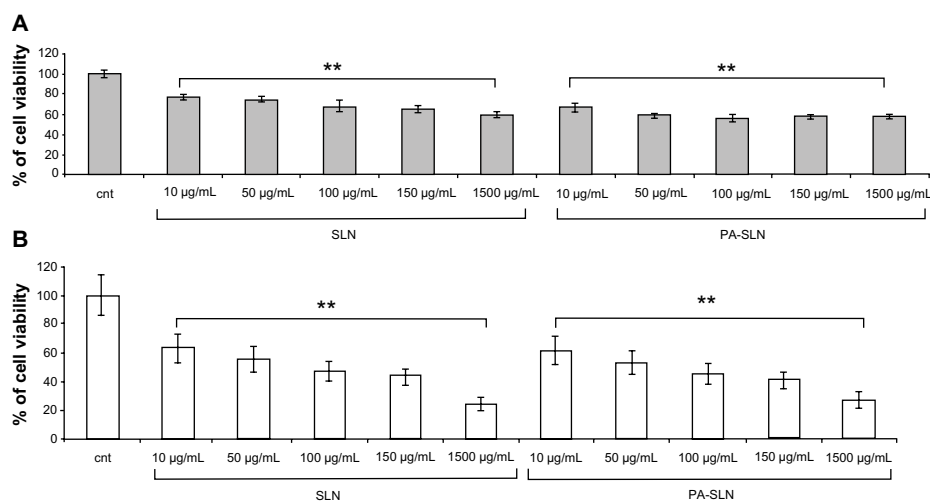 A
% of cell viability
120
100
80
60
40
20
0
**
**
cnt
10 µg/mL
50 µg/mL
100 µg/mL
150 µg/mL
1500 µg/mL
10 µg/mL
50 µg/mL
100 µg/mL
150 µg/mL
1500 µg/mL
SLN
PA-SLN
B
% of cell viability
120
100
80
60
40
20
0
**
**
cnt
10 µg/mL
50 µg/mL
100 µg/mL
150 µg/mL
1500 µg/mL
10 µg/mL
50 µg/mL
100 µg/mL
150 µg/mL
1500 µg/mL
SLN
PA-SLN